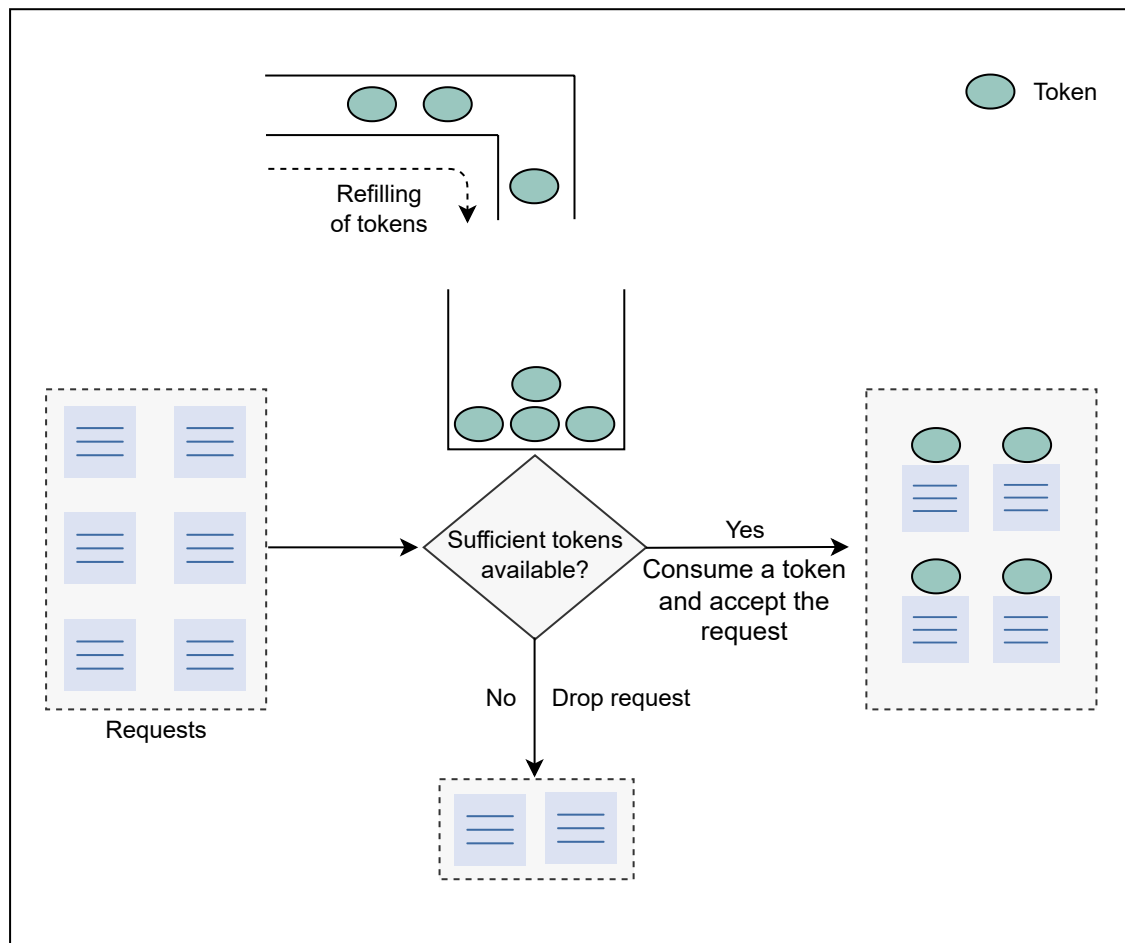 Token
Refilling
of tokens
Sufficient tokens
available?
Yes
Consume a token
and accept the
request
Requests
No
Drop request